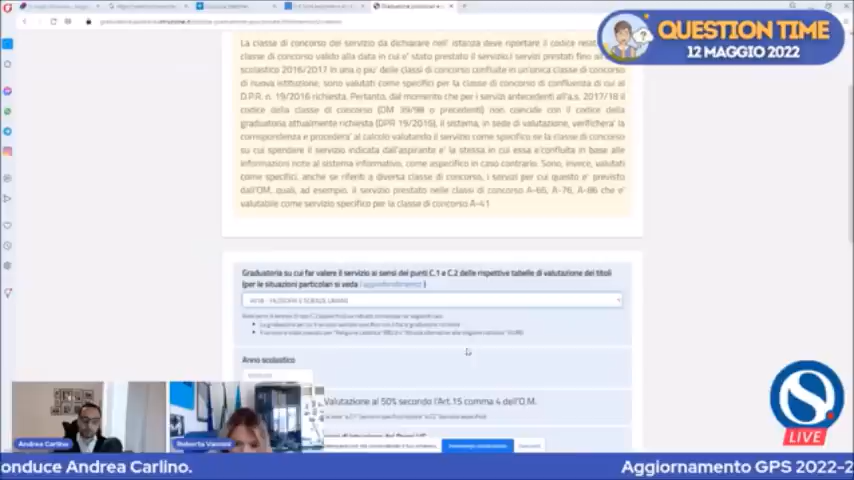 Graduatorie provinciali e
QUESTION TIME
12 MAGGIO 2022
La classe di concorso del servizio da dichiarare nell' istanza deve riportare il codice
classe di concorso valido alla data in cui e' stato prestato il servizio.I servizi prestati fino
scolastico 2016/2017 in una o piu' delle classi di concorso confluite in un'unica classe di concorso
di nuova istituzione, sono valutati come specifici per la classe di concorso di confluenza di cui al
D.P.R. n. 19/2016 richiesta. Pertanto, dal momento che per i servizi antecedenti all'a.s. 2017/18 il
codice della classe di concorso (DM 39/98 o precedenti) non coincide con il codice della
graduatoria attualmente richiesta (DPR 19/2016), il sistema, in sede di valutazione, verifichera' la
corrispondenza e procedera' al calcolo valutando il servizio come specifico se la classe di concorso
su cui spendere il servizio indicata dall'aspirante e' la stessa in cui essa e'confluita in base alle
informazioni note al sistema informativo, come aspecifico in caso contrario. Sono, invece, valutati
come specifici, anche se riferiti a diversa classe di concorso, i servizi per cui questo e' previsto
dall'OM, quali, ad esempio, il servizio prestato nelle classi di concorso A-66, A-76, A-86 che e'
valutabile come servizio specifico per la classe di concorso A-41
Graduatoria su cui far valere il servizio ai sensi dei punti C.1 e C.2 delle rispettive tabelle di valutazione dei titoli
(per le situazioni particolari si veda l'approfondimento )
A018 - FILOSOFIA E SCIENZE UMANE
Anno scolastico
Valutazione al 50% secondo l'Art.15 comma 4 dell'O.M.
Andrea Carlino
Roberta Vannini
LIVE
onduce Andrea Carlino.
Aggiornamento GPS 2022-2